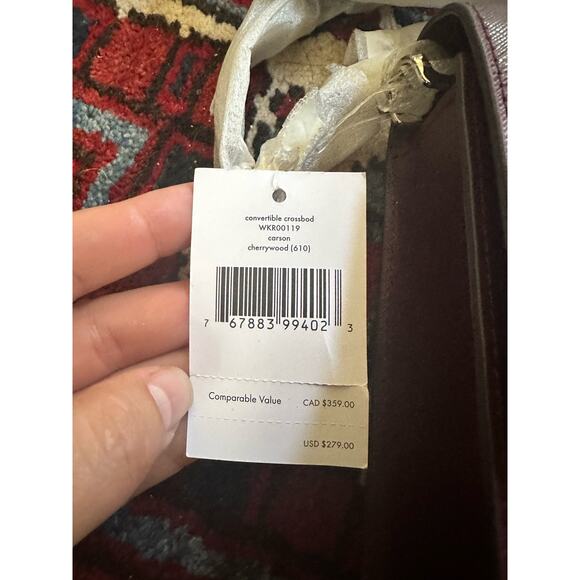 convertible crossbod
WKR00119
carson
cherrywood (610)
7 67883 99402 3
Comparable Value CAD $359.00
USD $279.00